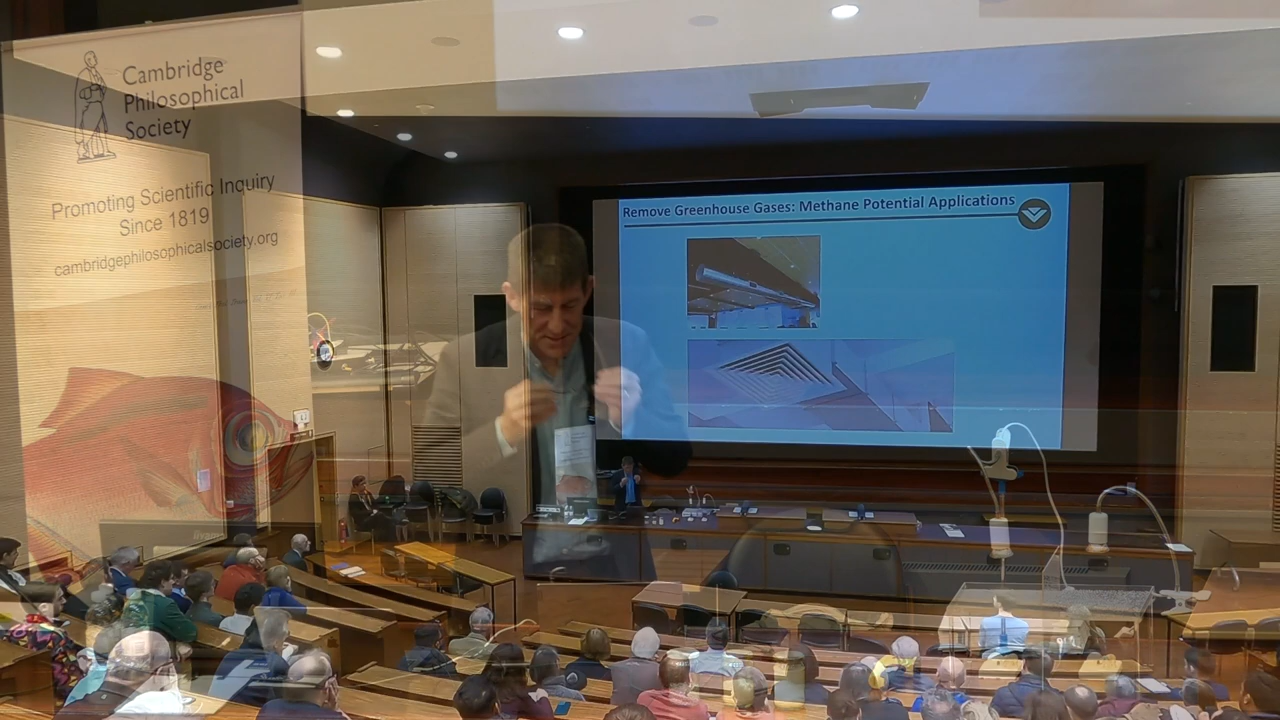 Cambridge
Philosophical
Society
Promoting Scientific Inquiry
Since 1819
cambridgephilosophicalsociety.org
Remove Greenhouse Gases: Methane Potential Applications